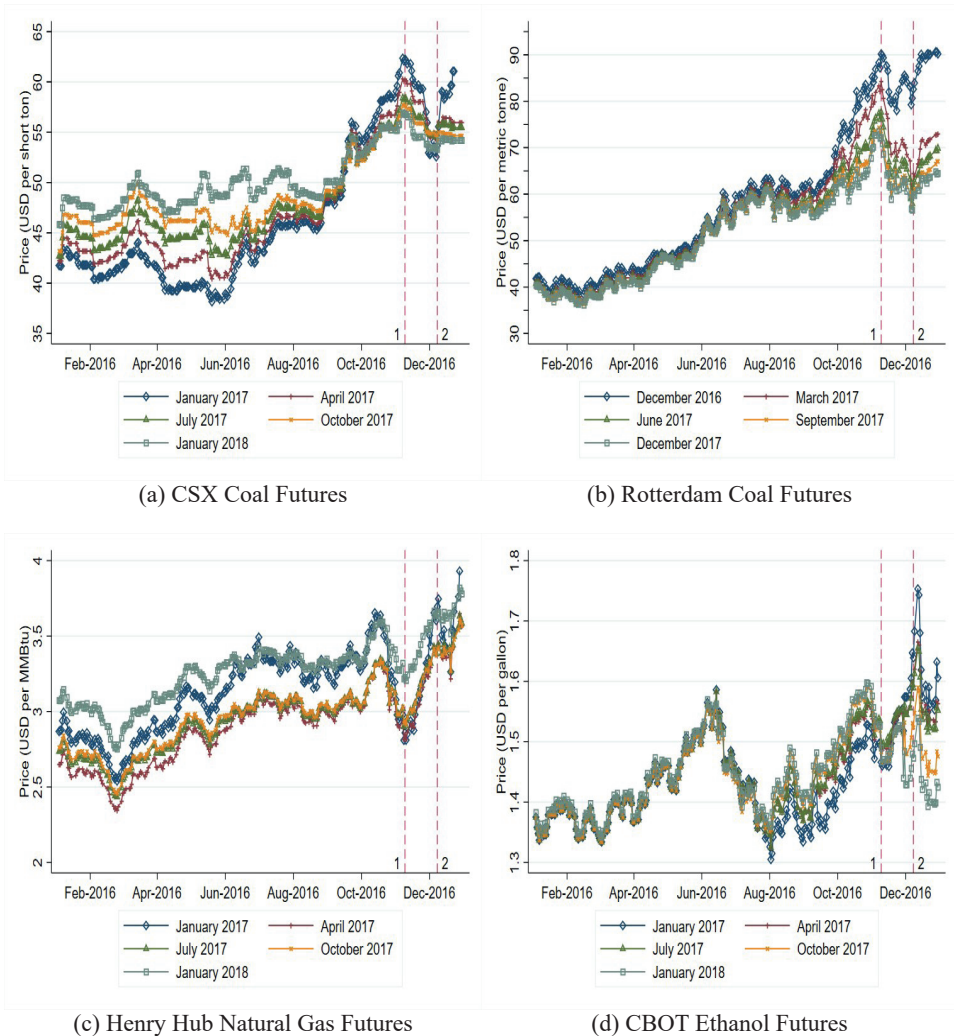 65
60
55
50
45
40
35
Price (USD per short ton)
1
2
Feb-2016 Apr-2016 Jun-2016 Aug-2016 Oct-2016 Dec-2016
January 2017 April 2017
July 2017 October 2017
January 2018
(a) CSX Coal Futures
90
80
70
60
50
40
30
Price (USD per metric tonne)
1
2
Feb-2016 Apr-2016 Jun-2016 Aug-2016 Oct-2016 Dec-2016
December 2016 March 2017
June 2017 September 2017
December 2017
(b) Rotterdam Coal Futures
4
3.5
3
2.5
2
Price (USD per MMBtu)
1
2
Feb-2016 Apr-2016 Jun-2016 Aug-2016 Oct-2016 Dec-2016
January 2017 April 2017
July 2017 October 2017
January 2018
(c) Henry Hub Natural Gas Futures
1.8
1.7
1.6
1.5
1.4
1.3
Price (USD per gallon)
1
2
Feb-2016 Apr-2016 Jun-2016 Aug-2016 Oct-2016 Dec-2016
January 2017 April 2017
July 2017 October 2017
January 2018
(d) CBOT Ethanol Futures